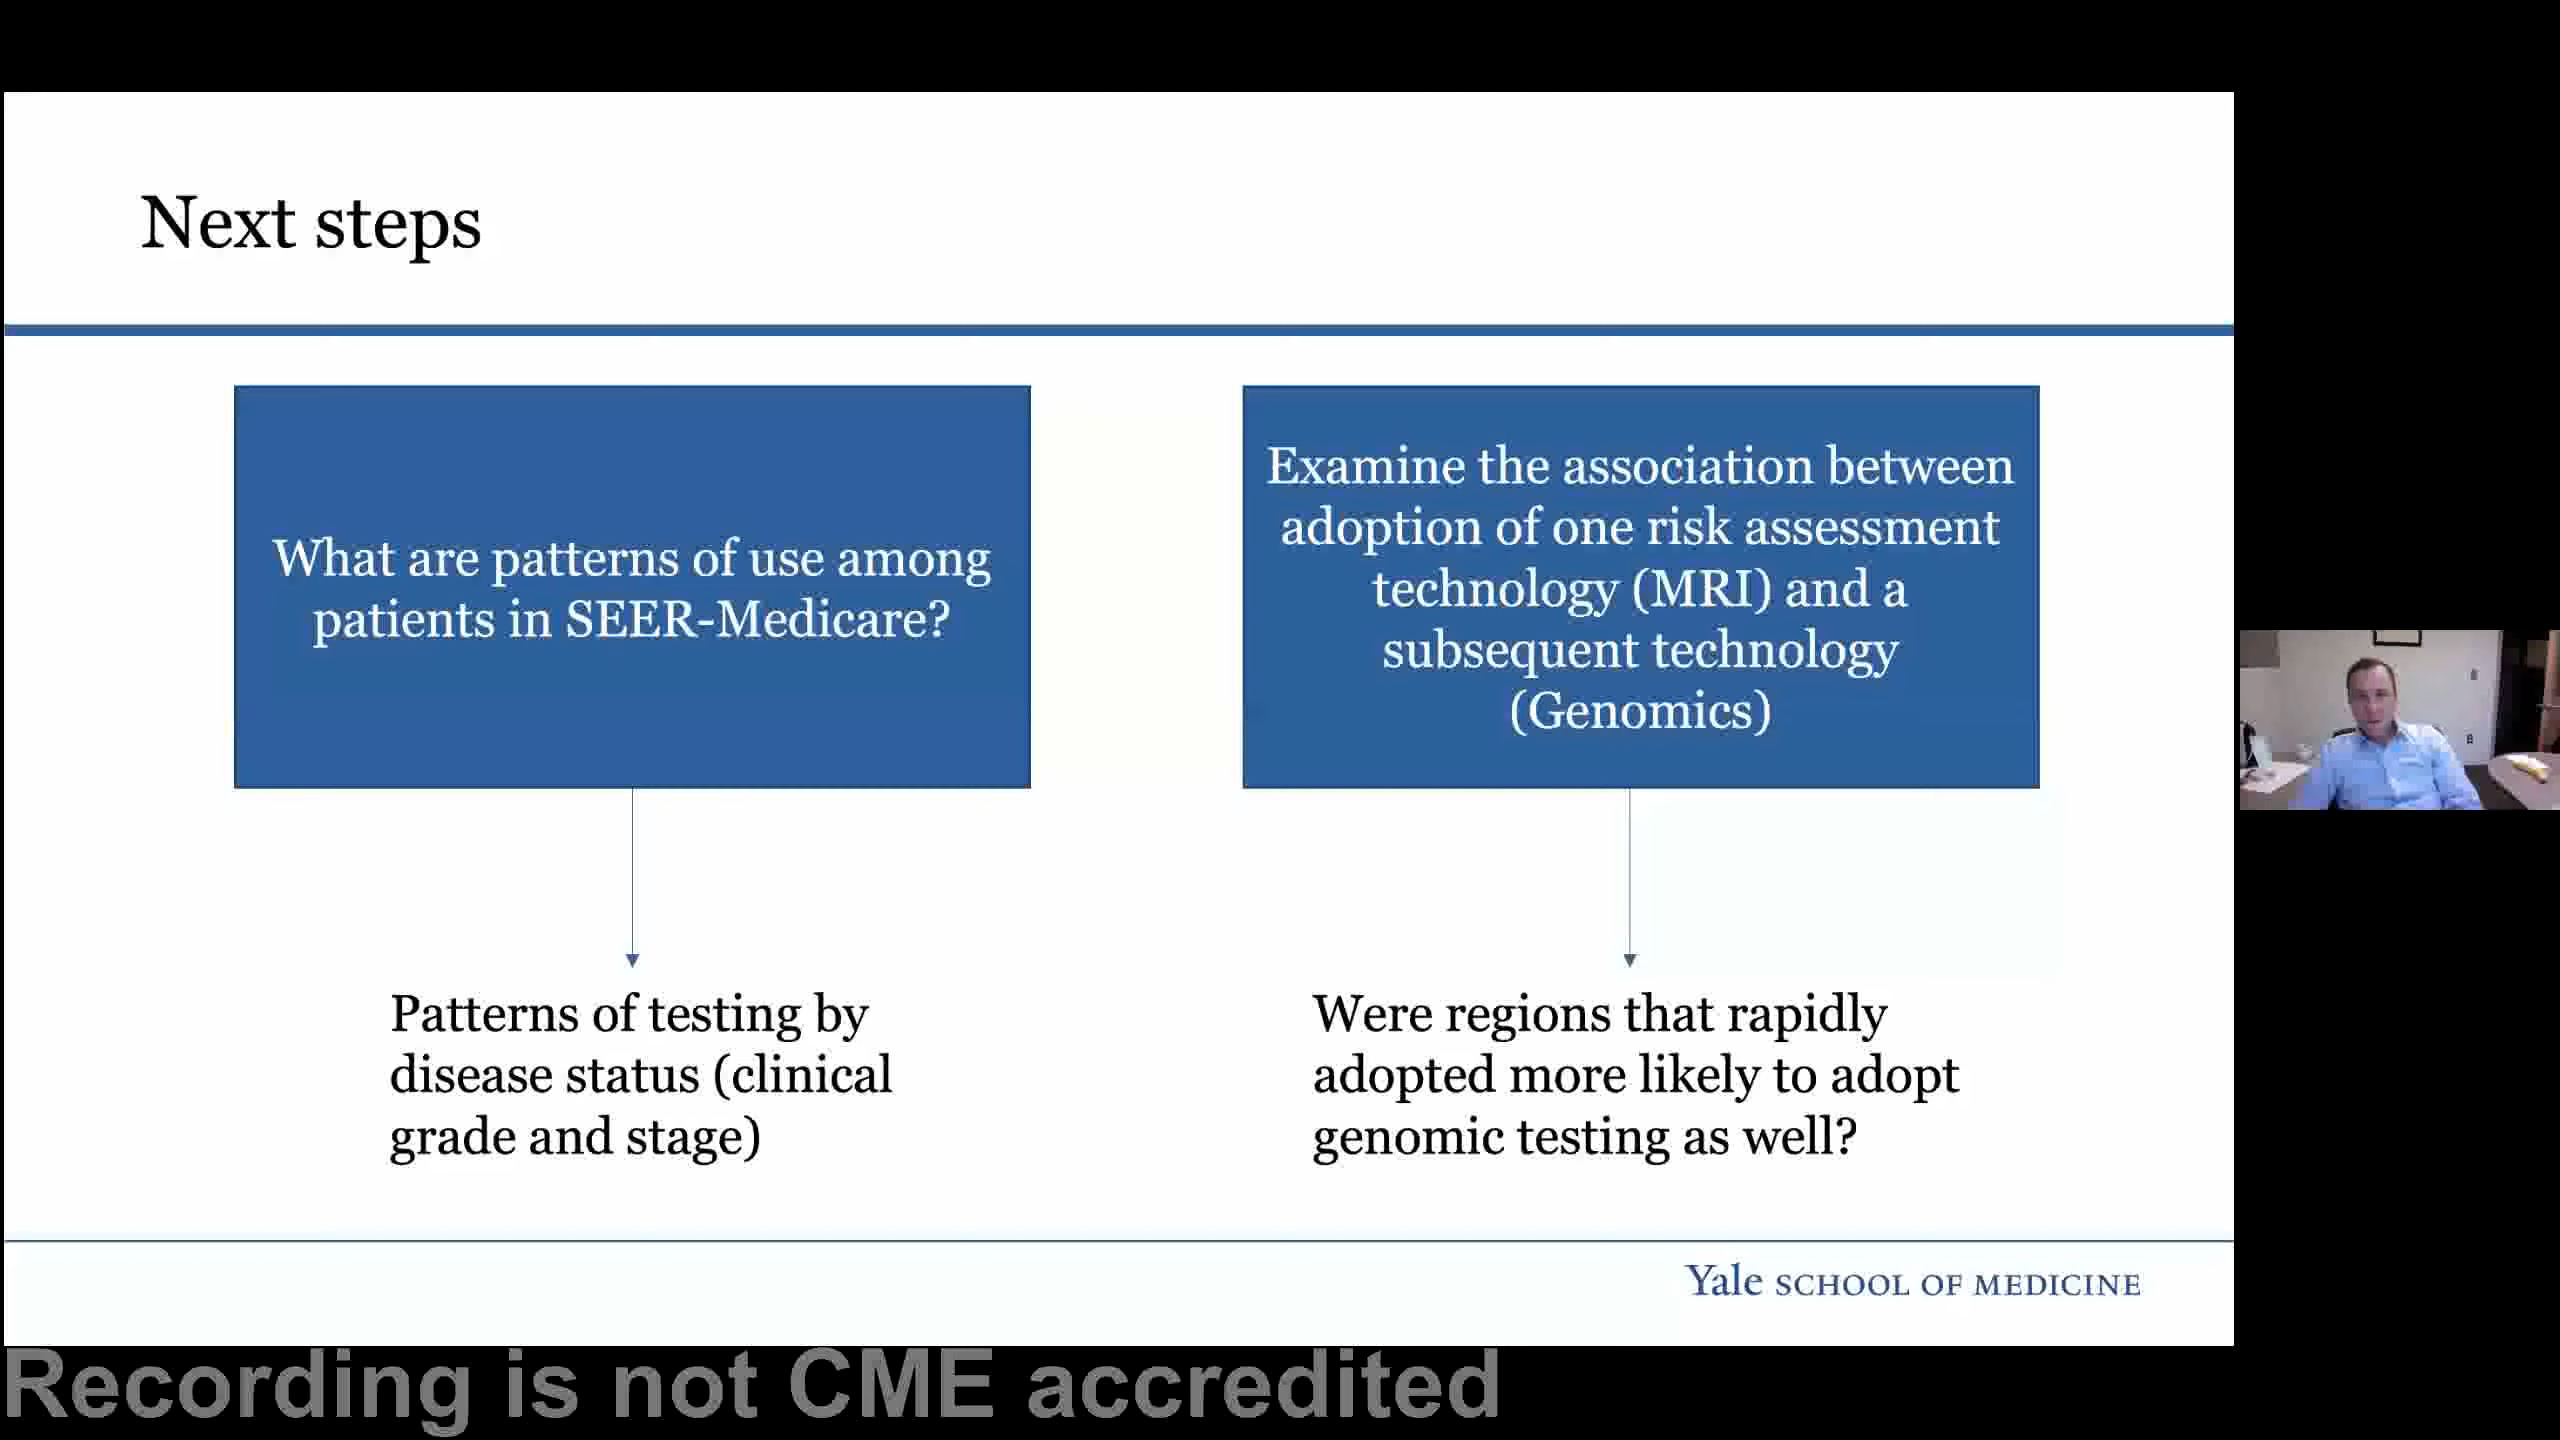 Next steps
What are patterns of use among
patients in SEER-Medicare?
Examine the association between
adoption of one risk assessment
technology (MRI) and a
subsequent technology
(Genomics)
Patterns of testing by
disease status (clinical
grade and stage)
Were regions that rapidly
adopted more likely to adopt
genomic testing as well?
Yale SCHOOL OF MEDICINE
Recording is not CME accredited